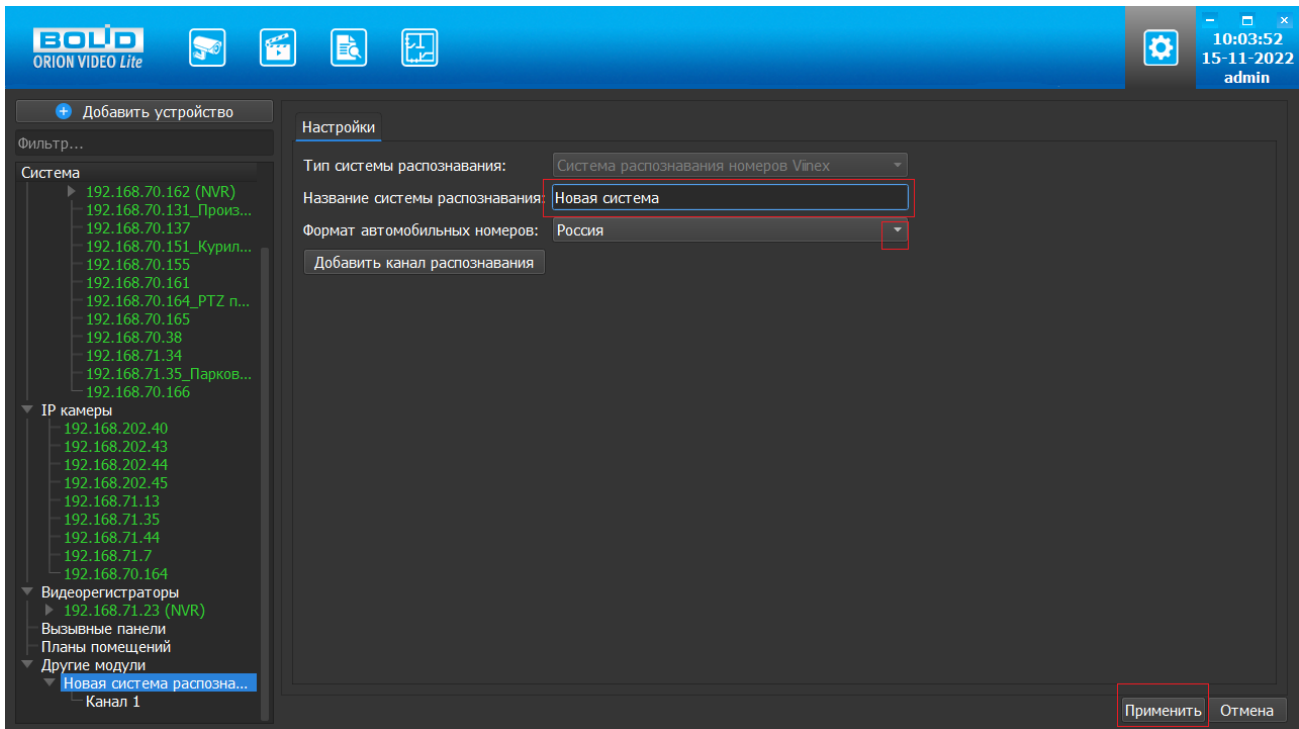 BOLID
ORION VIDEO Lite
10:03:52
15-11-2022
admin
Добавить устройство
Фильтр...
Система
192.168.70.162 (NVR)
192.168.70.131_Произ...
192.168.70.137
192.168.70.151_Курил...
192.168.70.155
192.168.70.161
192.168.70.164_PTZ п...
192.168.70.165
192.168.70.38
192.168.71.34
192.168.71.35_Парков...
192.168.70.166
IP камеры
192.168.202.40
192.168.202.43
192.168.202.44
192.168.202.45
192.168.71.13
192.168.71.35
192.168.71.44
192.168.71.7
192.168.70.164
Видеорегистраторы
192.168.71.23 (NVR)
Вызывные панели
Планы помещений
Другие модули
Новая система распозна...
Канал 1
Настройки
Тип системы распознавания: Система распознавания номеров Viinex
Название системы распознавания: Новая система
Формат автомобильных номеров: Россия
Добавить канал распознавания
Применить Отмена